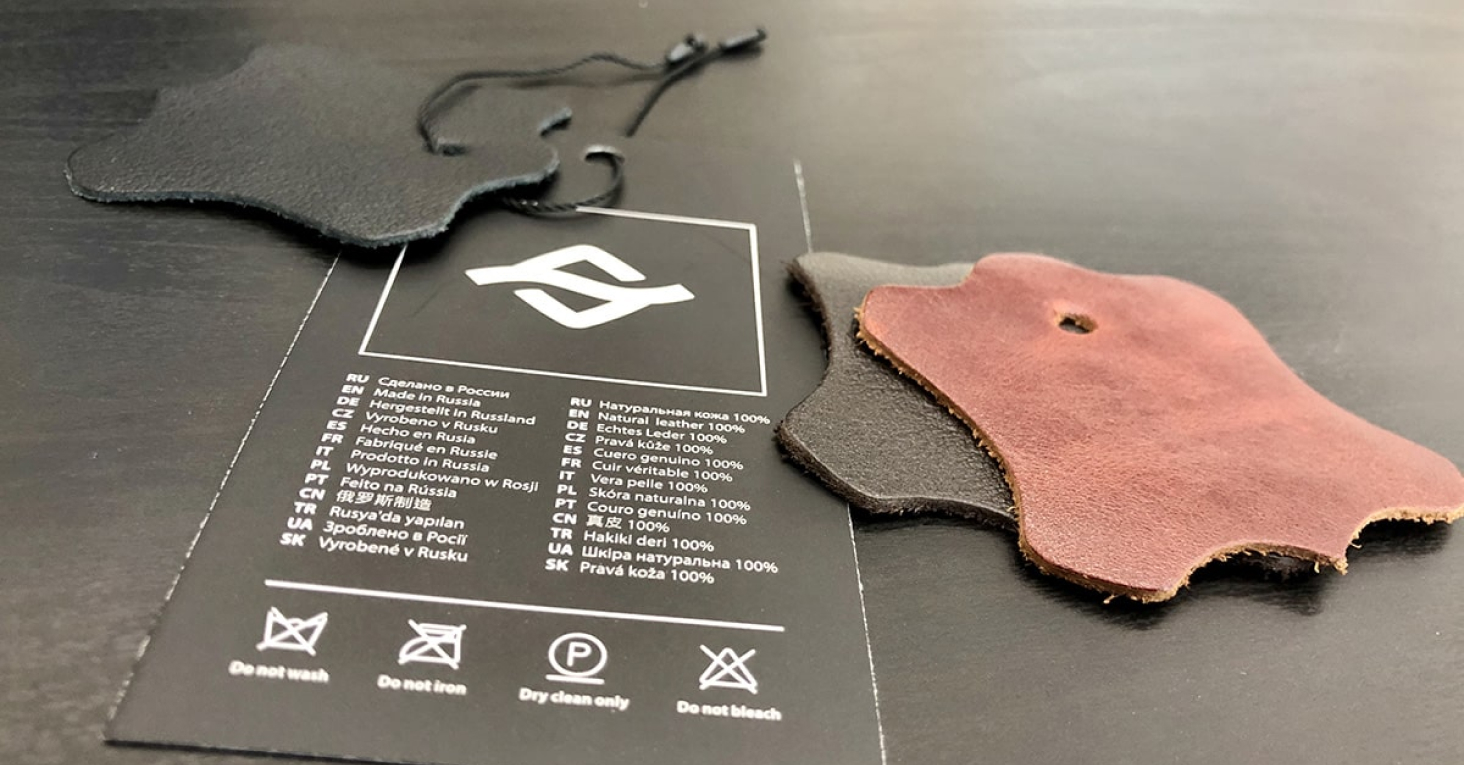 RU Сделано в России
EN Made in Russia
DE Hergestellt in Russland
CZ Vyrobeno v Rusku
ES Hecho en Rusia
FR Fabriqué en Russie
IT Prodotto in Russia
PL Wyprodukowano w Rosji
PT Feito na Rússia
CN 俄罗斯制造
TR Rusya'da yapılan
UA Зроблено в Росії
SK Vyrobené v Rusku
RU Натуральная кожа 100%
EN Natural leather 100%
DE Echtes Leder 100%
CZ Pravá kůže 100%
ES Cuero genuino 100%
FR Cuir véritable 100%
IT Vera pelle 100%
PL Skóra naturalna 100%
PT Couro genuíno 100%
CN 真皮 100%
TR Hakiki deri 100%
UA Шкіра натуральна 100%
SK Pravá koža 100%
P
Do not wash
Do not iron
Dry clean only
Do not bleach